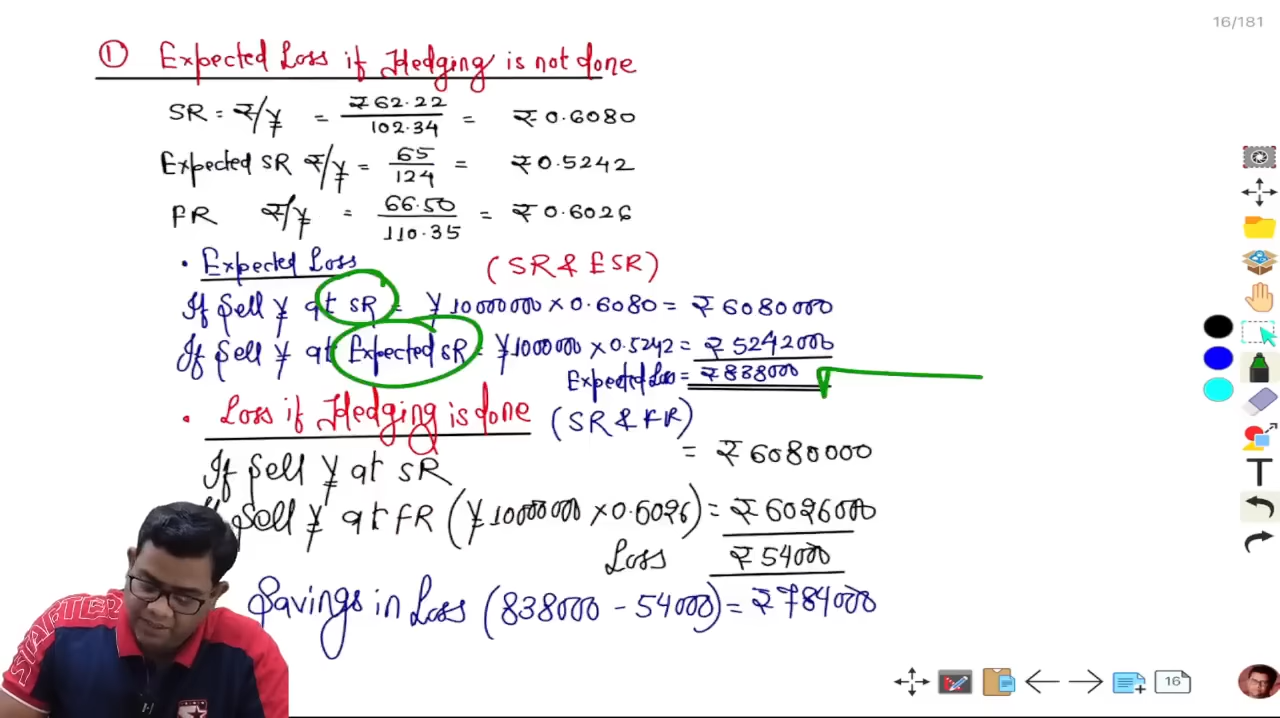 16/181
① Expected Loss if Hedging is not done
SR = ₹/¥ = ₹62.22 / 102.34 = ₹0.6080
Expected SR ₹/¥ = 65 / 124 = ₹0.5242
FR ₹/¥ = 66.50 / 110.35 = ₹0.6026
• Expected Loss (SR & ESR)
If Sell ¥ at SR = ¥10000000 × 0.6080 = ₹6080000
If Sell ¥ at Expected SR = ¥1000000 × 0.5242 = ₹5242000
Expected Loss = ₹838000
• Loss if Hedging is done (SR & FR)
If Sell ¥ at SR = ₹6080000
If Sell ¥ at FR (¥10000000 × 0.6026) = ₹6026000
Loss ₹54000
Savings in Loss (838000 - 54000) = ₹784000
T
16